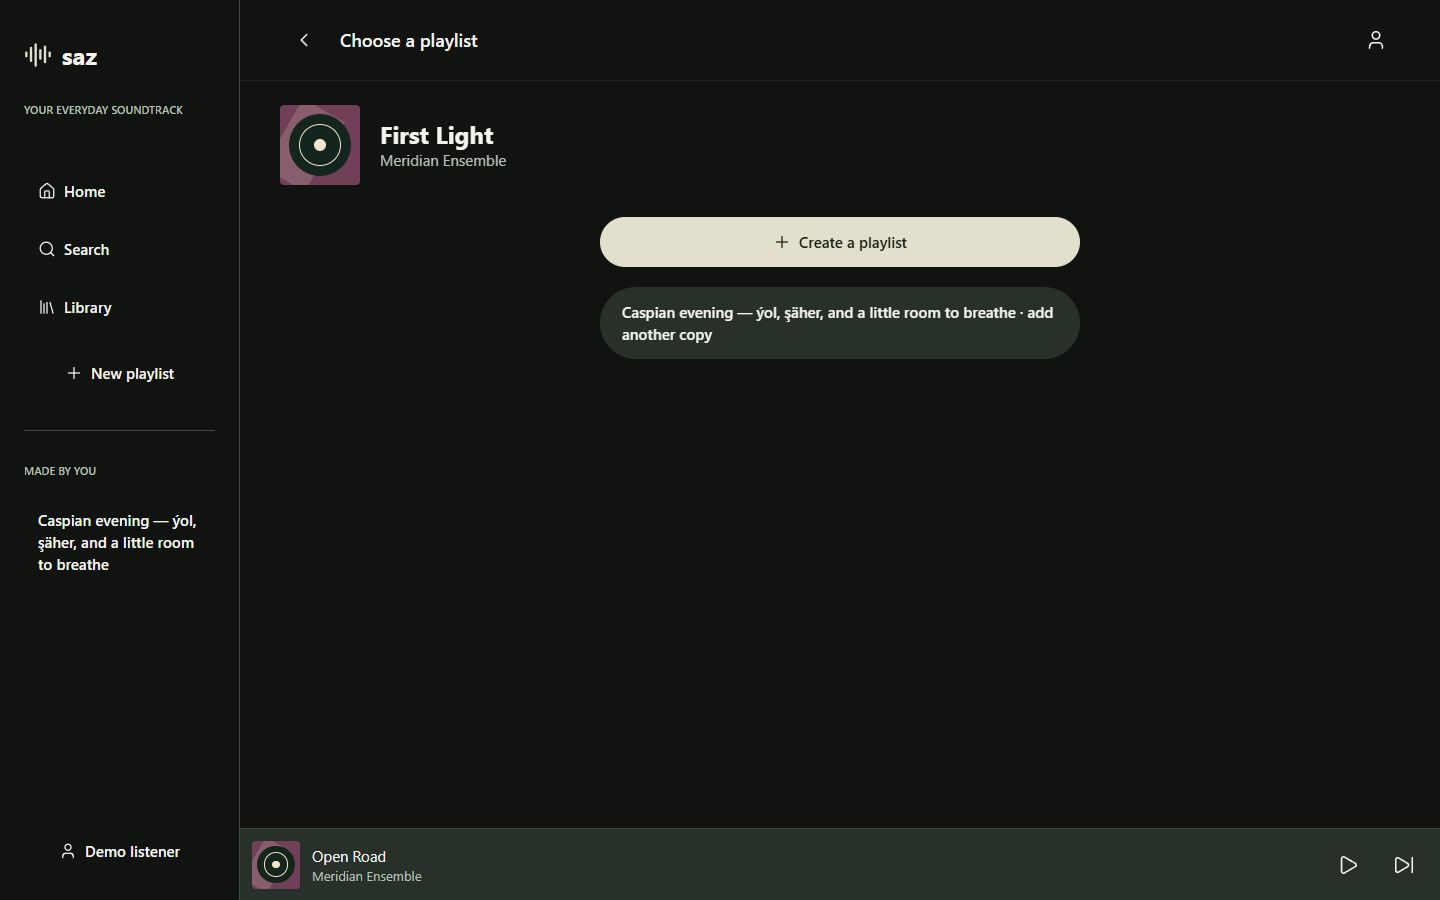 saz
YOUR EVERYDAY SOUNDTRACK
Home
Search
Library
New playlist
MADE BY YOU
Caspian evening — ýol,
şäher, and a little room
to breathe
Demo listener
Choose a playlist
First Light
Meridian Ensemble
Create a playlist
Caspian evening — ýol, şäher, and a little room to breathe · add
another copy
Open Road
Meridian Ensemble